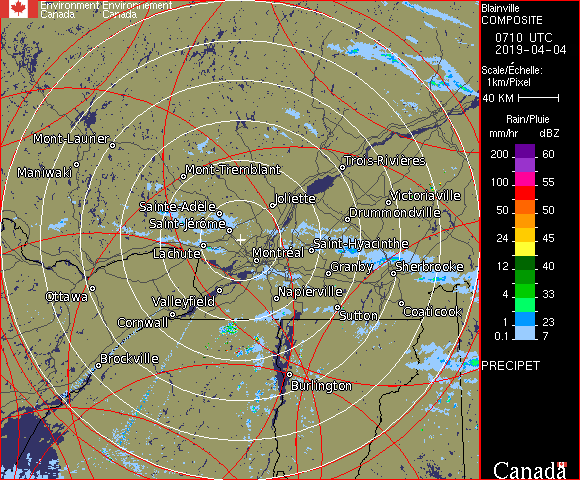 Environment Environnement
Canada Canada
Blainville
COMPOSITE
0710 UTC
2019-04-04
Scale/Échelle:
1km/Pixel
40 KM
Rain/Pluie
mm/hr dBZ
200 60
100 55
50 50
24 45
12 40
4 33
1 23
0.1 7
PRECIPET
Canada
Mont-Laurier
Maniwaki
Mont-Tremblant
Trois-Rivières
Sainte-Adele
Joliette
Victoriaville
Saint-Jérôme
Drummondville
Lachute
Montréal
Saint-Hyacinthe
Granby
Sherbrooke
Ottawa
Valleyfield
Napierville
Cornwall
Sutton
Coaticook
Brockville
Burlington